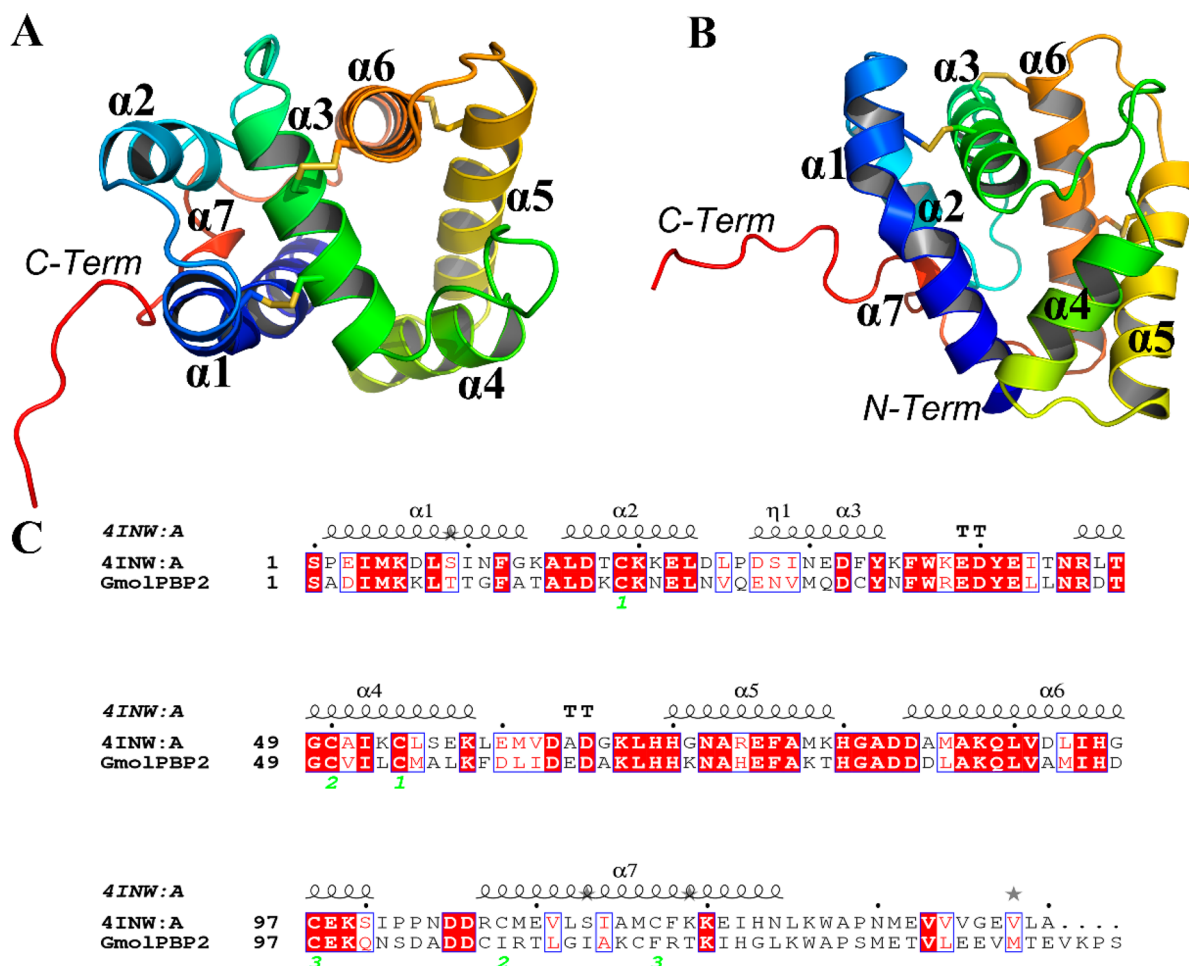 A
B
α2
α3
α6
α7
α5
C-Term
α1
α4
α3
α6
α1
α2
C-Term
α7
α4
α5
N-Term
C
4INW:A α1 α2 η1 α3 TT
4INW:A 1 SPEIMKDLSINFGKALDTCKKELDLPDSINEDFYKFWKEDYEITNRLT
GmolPBP2 1 SADIMKKLTTGFATALDKCKNELNVQENVMQDCYNFWREDYELLNRDT
1
4INW:A α4 TT α5 α6
4INW:A 49 GCAIKCLSEKLEMVDADGKLHHGNAREFAMKHGADDAMAKQLVDLIHG
GmolPBP2 49 GCVILCMALKFDLIDEDAKLHHKNAHEFAKTHGADDDLAKQLVAMIHD
2 1
4INW:A α7
4INW:A 97 CEKSIPPNDDRCMEVLSIAMCFKKEIHNLKWAPNMEVVVGEVLA....
GmolPBP2 97 CEKQNSDADDCIRTLGIAKCFRTKIHGLKWAPSMETVLEEVMTEVKPS
3 2 3